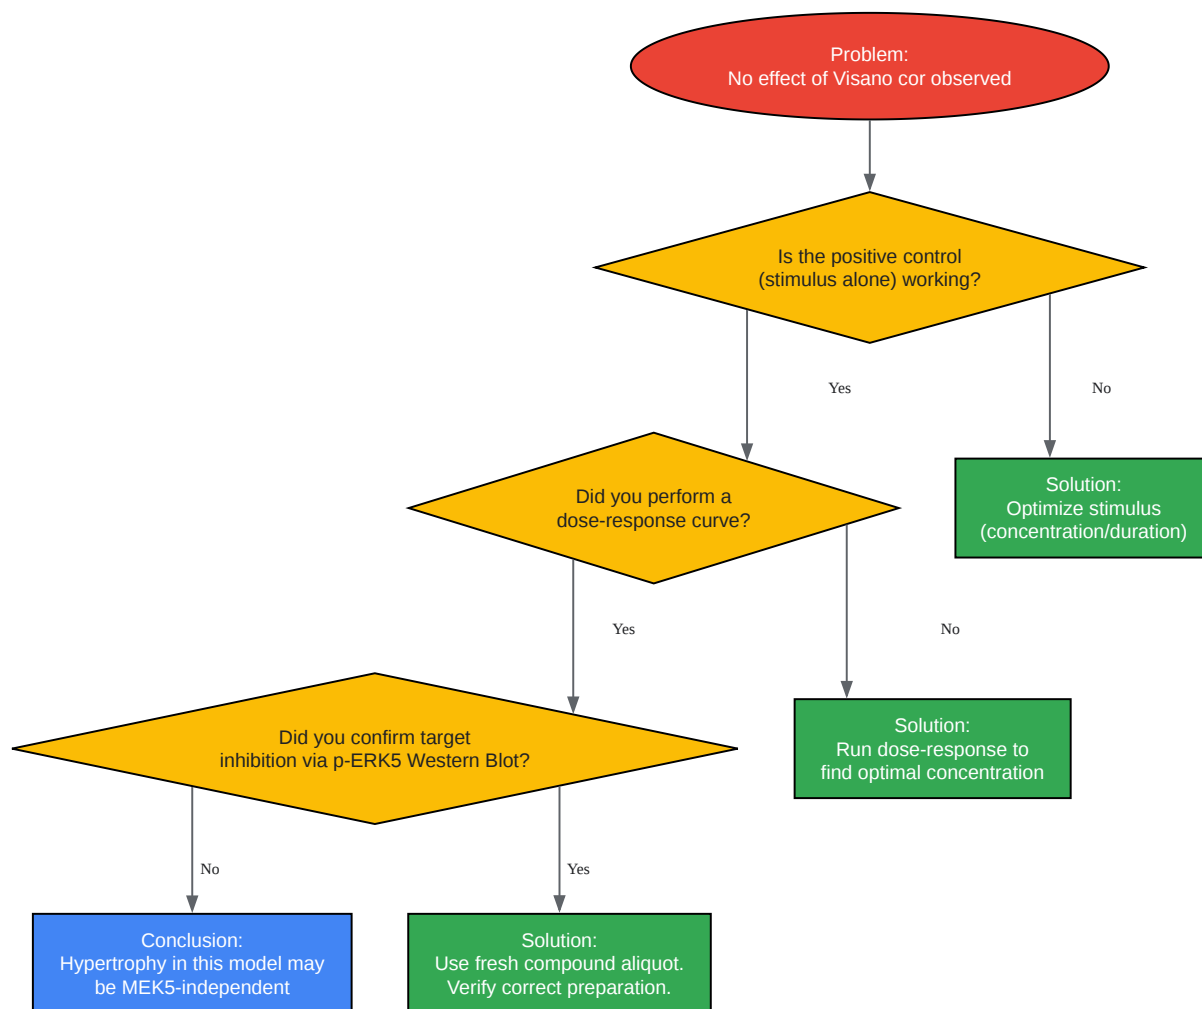 Problem:
No effect of Visano cor observed
Is the positive control
(stimulus alone) working?
Yes
No
Did you perform a
dose-response curve?
Solution:
Optimize stimulus
(concentration/duration)
Yes
No
Did you confirm target
inhibition via p-ERK5 Western Blot?
Solution:
Run dose-response to
find optimal concentration
No
Yes
Conclusion:
Hypertrophy in this model may
be MEK5-independent
Solution:
Use fresh compound aliquot.
Verify correct preparation.